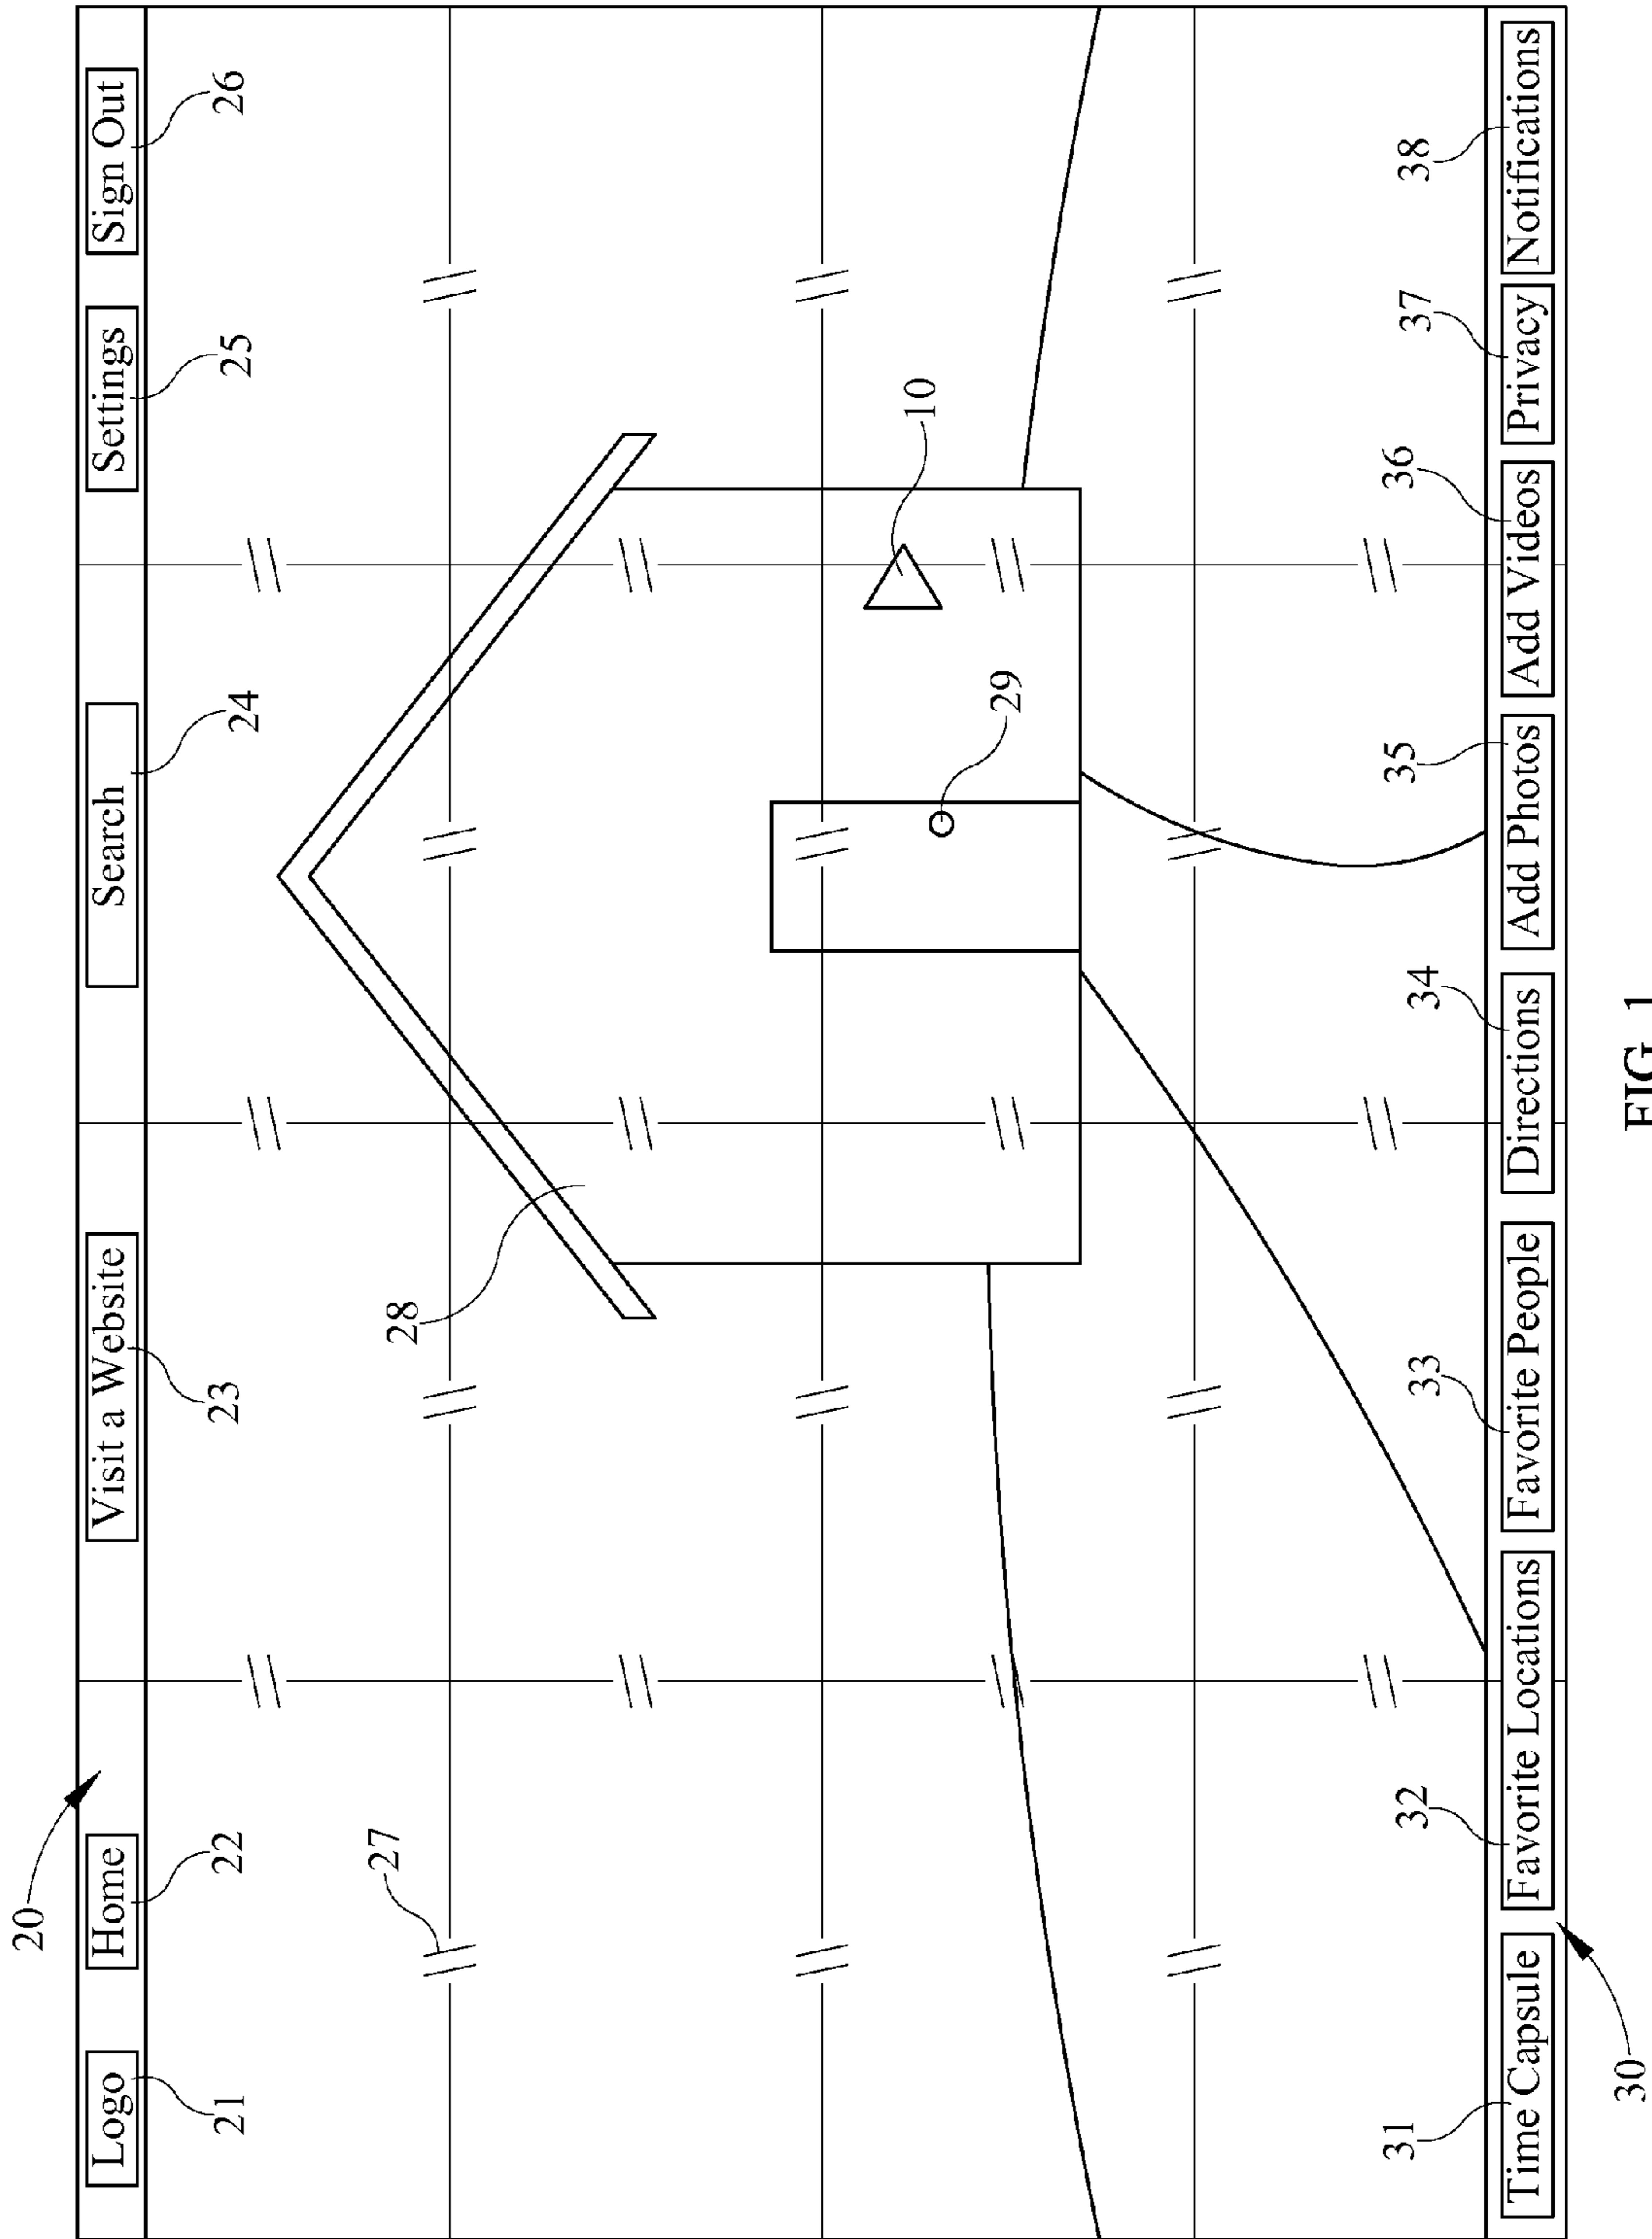 20
Logo
Home
Visit a Website
Search
Settings
Sign Out
21
22
23
24
25
26
27
28
10
29
31
32
33
34
35
36
37
38
Time Capsule
Favorite Locations
Favorite People
Directions
Add Photos
Add Videos
Privacy
Notifications
30
FIG. 1